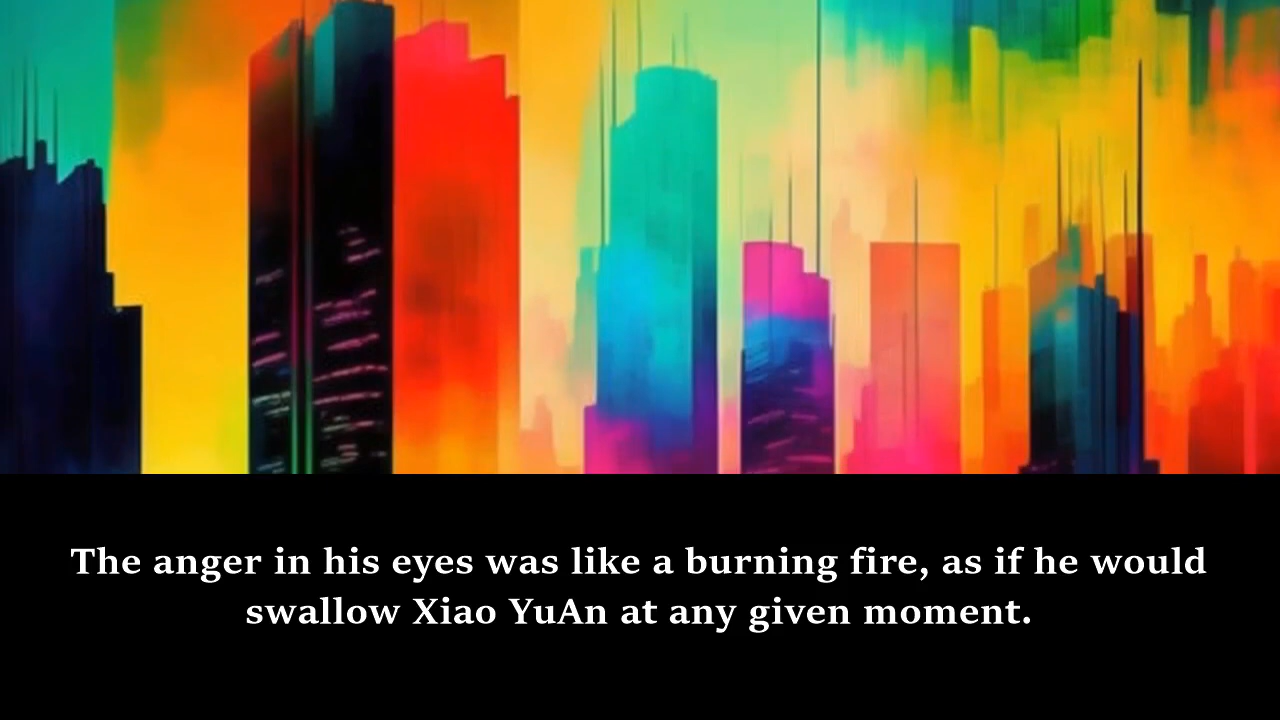 The anger in his eyes was like a burning fire, as if he would
swallow Xiao YuAn at any given moment.